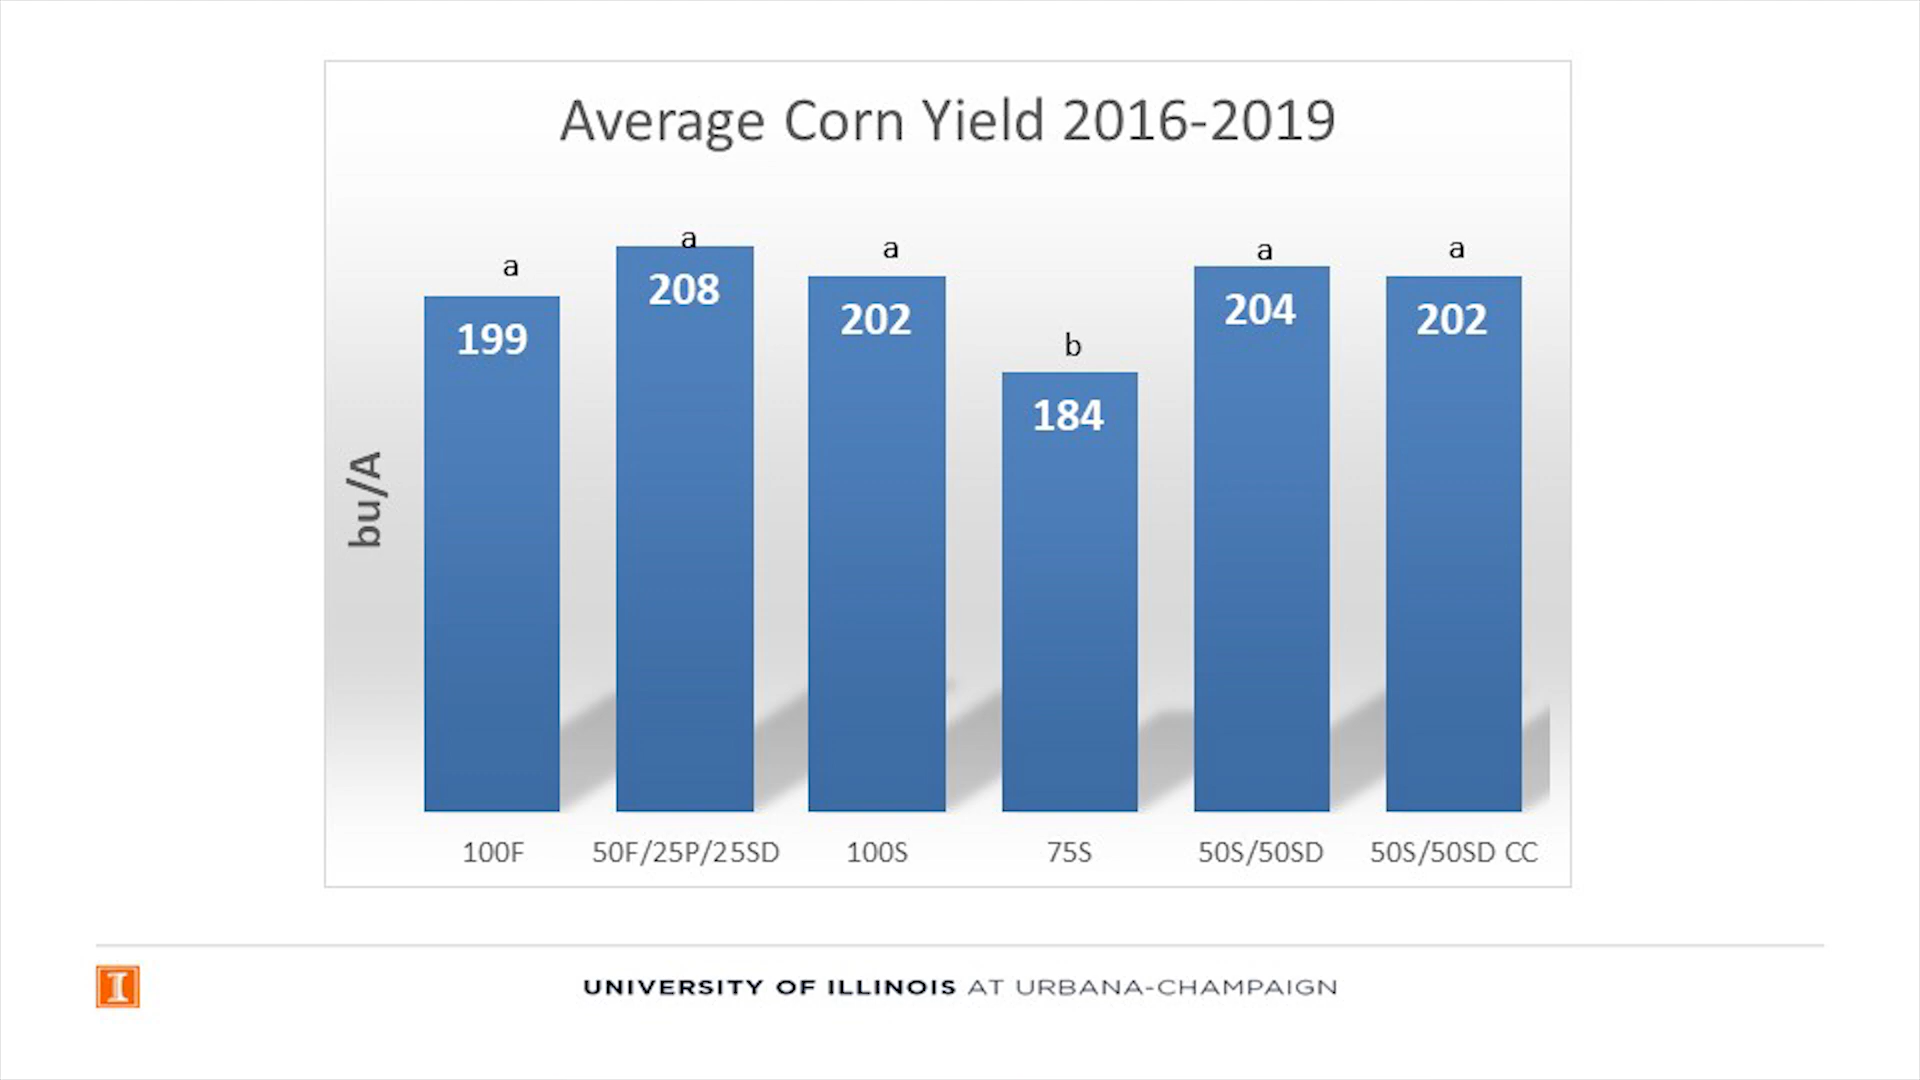 Average Corn Yield 2016-2019
a a a b a a
199 208 202 184 204 202
bu/A
100F 50F/25P/25SD 100S 75S 50S/50SD 50S/50SD CC
I
UNIVERSITY OF ILLINOIS AT URBANA-CHAMPAIGN